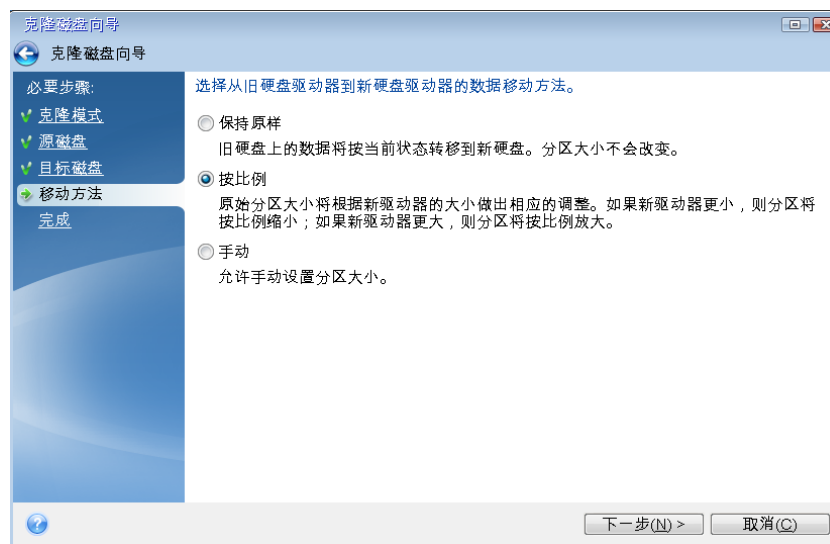 克隆磁盘向导
克隆磁盘向导
必要步骤:
克隆模式
源磁盘
目标磁盘
移动方法
完成
选择从旧硬盘驱动器到新硬盘驱动器的数据移动方法。
保持原样
旧硬盘上的数据将按当前状态转移到新硬盘。分区大小不会改变。
按比例
原始分区大小将根据新驱动器的大小做出相应的调整。如果新驱动器更小，则分区将
按比例缩小；如果新驱动器更大，则分区将按比例放大。
手动
允许手动设置分区大小。
下一步(N) >
取消(C)